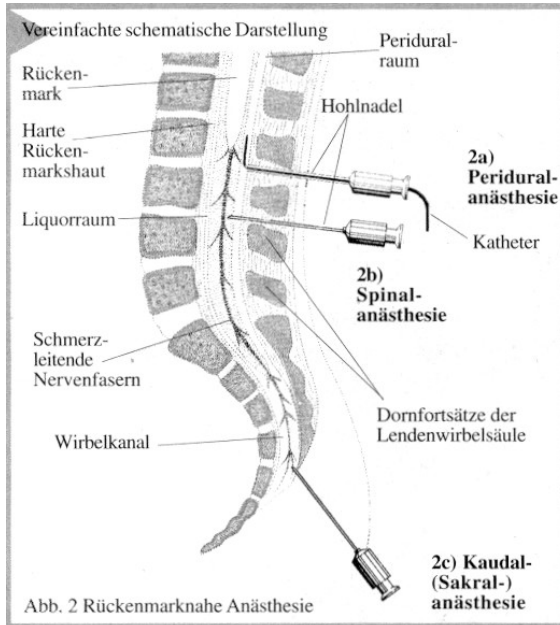 Vereinfachte schematische Darstellung
Peridural-
raum
Rücken-
mark
Hohlnadel
Harte
Rücken-
markshaut
2a)
Peridural-
anästhesie
Liquorraum
Katheter
2b)
Spinal-
anästhesie
Schmerz-
leitende
Nervenfasern
Dornfortsätze der
Lendenwirbelsäule
Wirbelkanal
2c) Kaudal-
(Sakral-)
anästhesie
Abb. 2 Rückenmarknahe Anästhesie